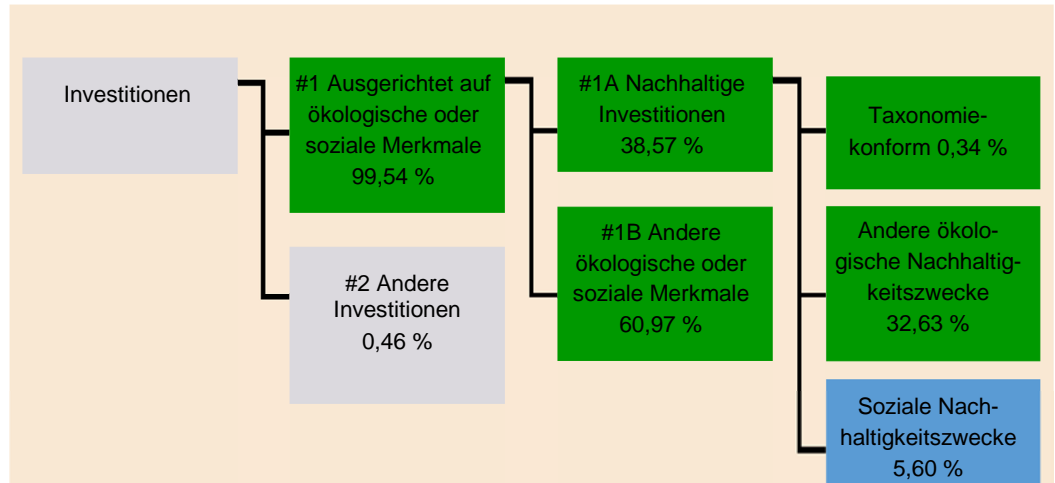 Investitionen
#1 Ausgerichtet auf
ökologische oder
soziale Merkmale
99,54 %
#2 Andere
Investitionen
0,46 %
#1A Nachhaltige
Investitionen
38,57 %
#1B Andere
ökologische oder
soziale Merkmale
60,97 %
Taxonomie-
konform 0,34 %
Andere ökolo-
gische Nachhaltig-
keitszwecke
32,63 %
Soziale Nach-
haltigkeitszwecke
5,60 %